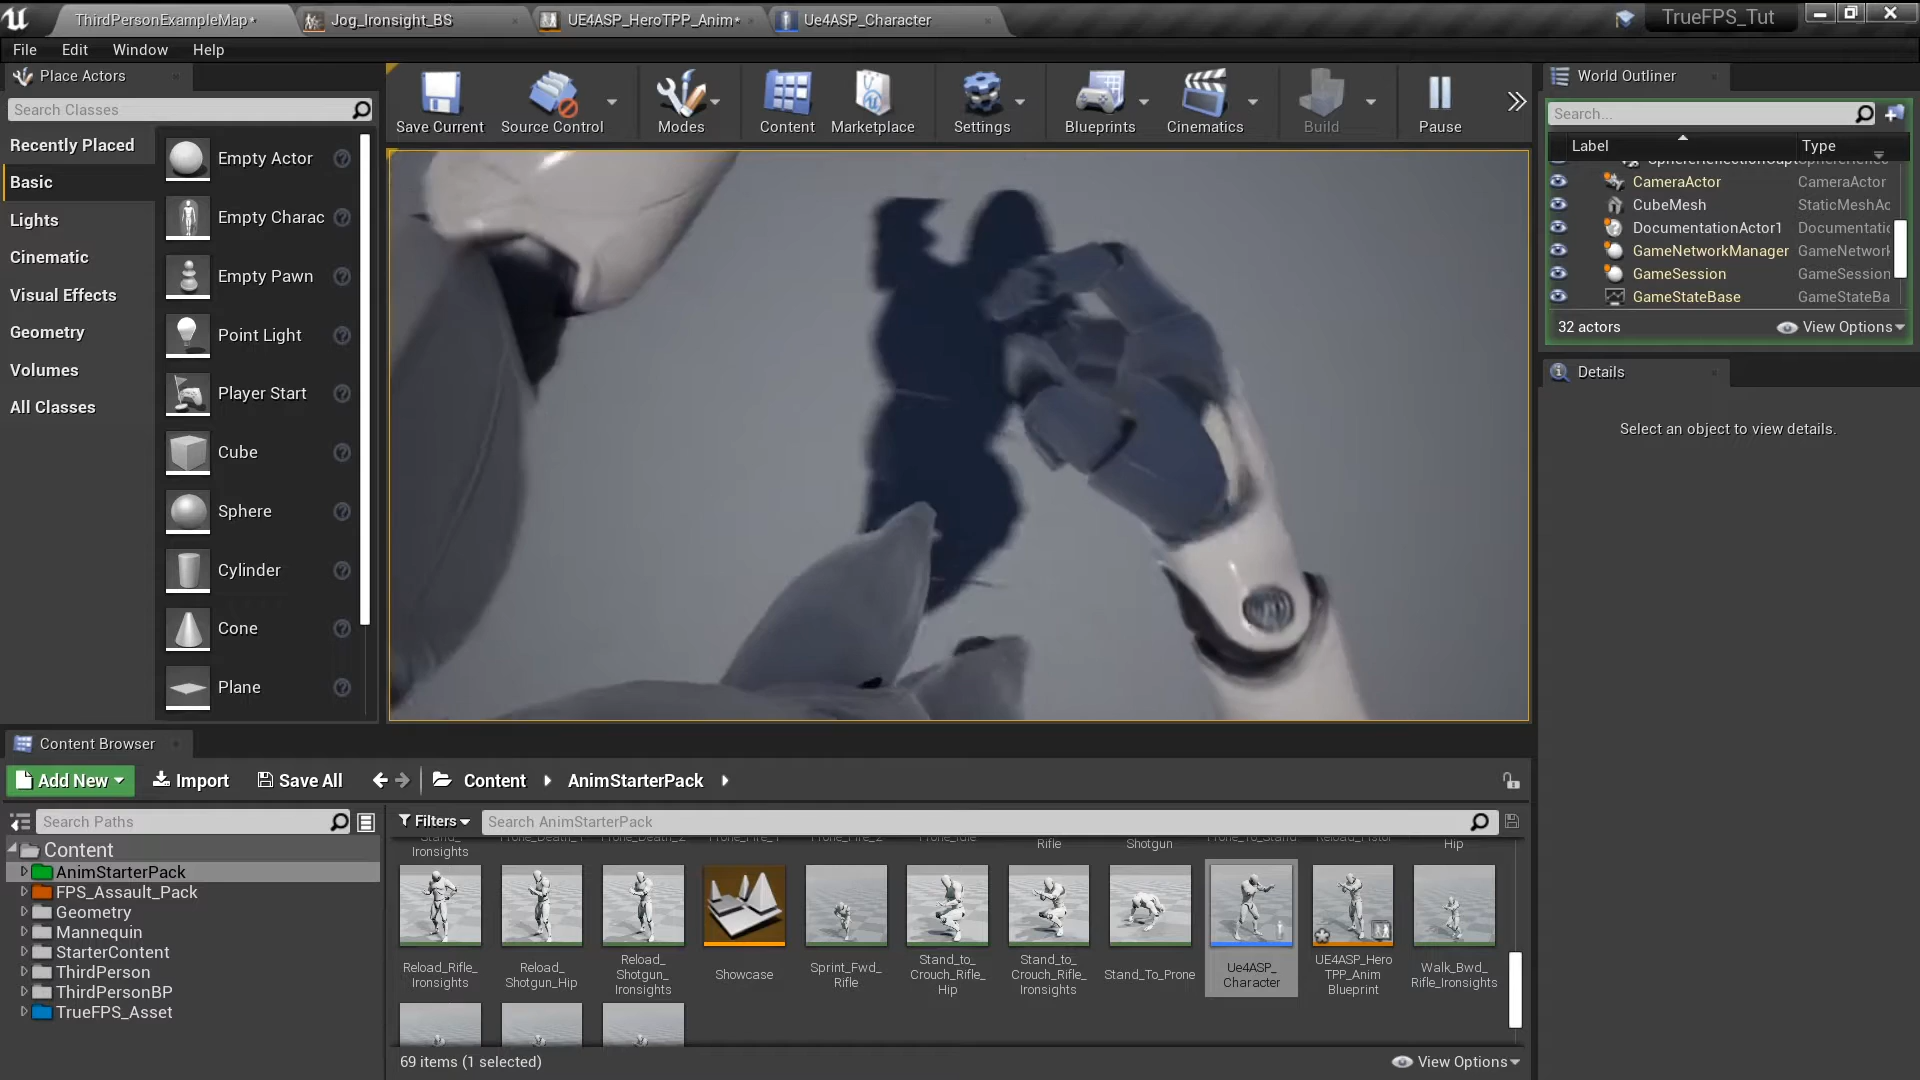 ThirdPersonExampleMap*
Jog_Ironsight_BS
UE4ASP_HeroTPP_Anim*
Ue4ASP_Character
TrueFPS_Tut
File
Edit
Window
Help
Place Actors
Search Classes
Recently Placed
Basic
Lights
Cinematic
Visual Effects
Geometry
Volumes
All Classes
Empty Actor
Empty Charac
Empty Pawn
Point Light
Player Start
Cube
Sphere
Cylinder
Cone
Plane
Save Current
Source Control
Modes
Content
Marketplace
Settings
Blueprints
Cinematics
Build
Pause
World Outliner
Search...
Label
Type
CameraActor
CameraActor
CubeMesh
StaticMeshAc
DocumentationActor1
Documentatic
GameNetworkManager
GameNetwork
GameSession
GameSession
GameStateBase
GameStateBa
32 actors
View Options
Details
Select an object to view details.
Content Browser
Add New
Import
Save All
Content
AnimStarterPack
Search Paths
Content
AnimStarterPack
FPS_Assault_Pack
Geometry
Mannequin
StarterContent
ThirdPerson
ThirdPersonBP
TrueFPS_Asset
Filters
Search AnimStarterPack
Ironsights
Rifle
Shotgun
Hip
Reload_Rifle_
Ironsights
Reload_
Shotgun_Hip
Reload_
Shotgun_
Ironsights
Showcase
Sprint_Fwd_
Rifle
Stand_to_
Crouch_Rifle_
Hip
Stand_to_
Crouch_Rifle_
Ironsights
Stand_To_Prone
Ue4ASP_
Character
UE4ASP_Hero
TPP_Anim
Blueprint
Walk_Bwd_
Rifle_Ironsights
69 items (1 selected)
View Options